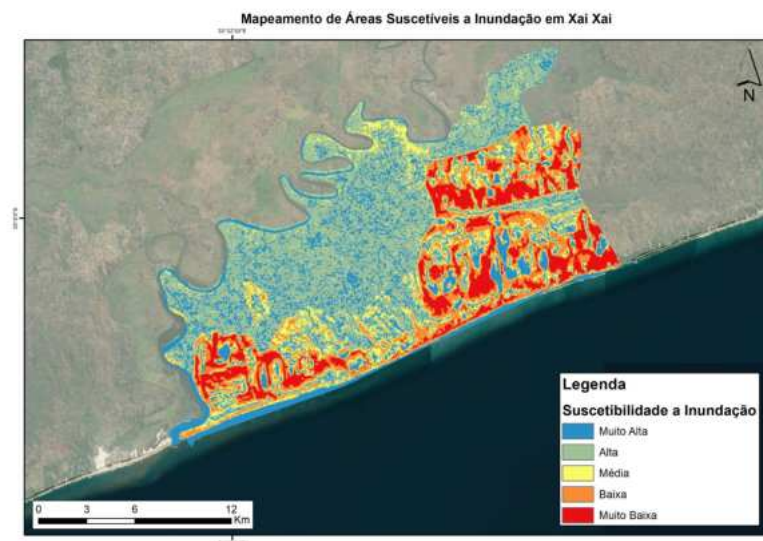 Mapeamento de Áreas Suscetíveis a Inundação em Xai Xai
N
Legenda
Suscetibilidade a Inundação
Muito Alta
Alta
Média
Baixa
Muito Baixa
0 3 6 12
Km